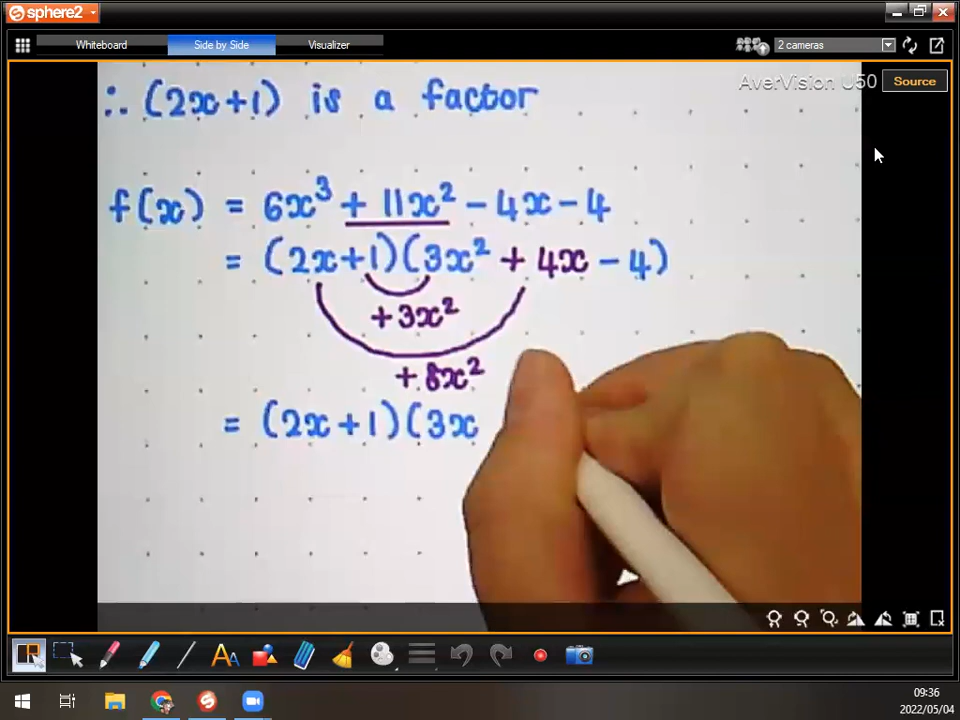 sphere2
Whiteboard Side by Side Visualizer 2 cameras
AverVision U50 Source
∴ (2x+1) is a factor
f(x) = 6x³ + 11x² - 4x - 4
= (2x+1)(3x² + 4x - 4)
+3x²
+8x²
= (2x+1)(3x
09:36
2022/05/04